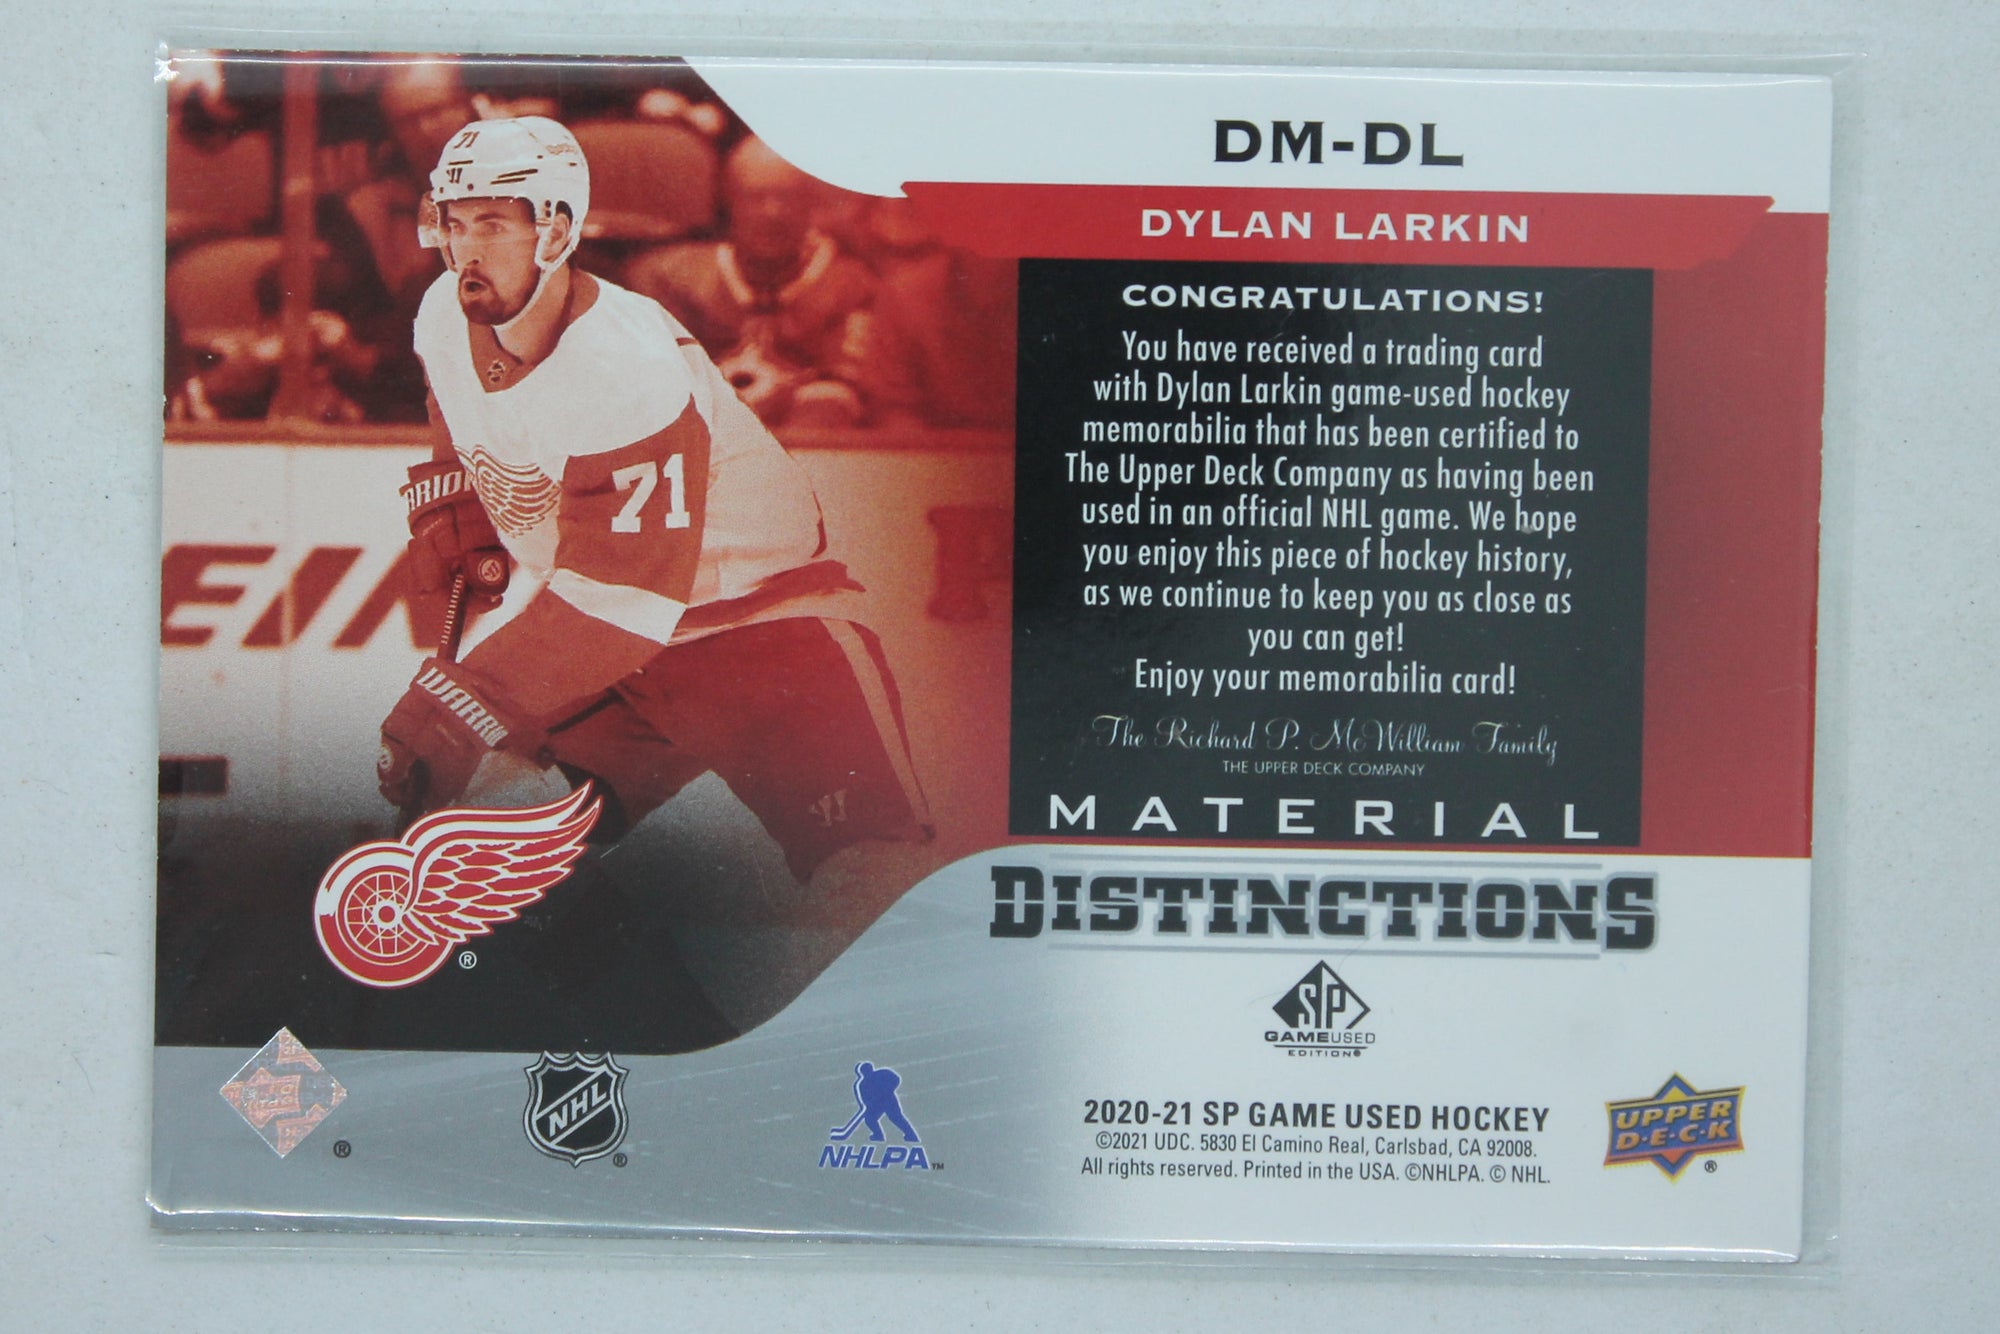 DM-DL
DYLAN LARKIN
CONGRATULATIONS!
You have received a trading card
with Dylan Larkin game-used hockey
memorabilia that has been certified to
The Upper Deck Company as having been
used in an official NHL game. We hope
you enjoy this piece of hockey history,
as we continue to keep you as close as
you can get!
Enjoy your memorabilia card!
The Richard P. McWilliam Family
THE UPPER DECK COMPANY
MATERIAL
DISTINCTIONS
SP
GAMEUSED
EDITION®
2020-21 SP GAME USED HOCKEY
©2021 UDC. 5830 El Camino Real, Carlsbad, CA 92008.
All rights reserved. Printed in the USA. ©NHLPA. © NHL.
UPPER
D·E·C·K
®
71
71
WARRIOR
®
®
NHL
®
NHLPA™